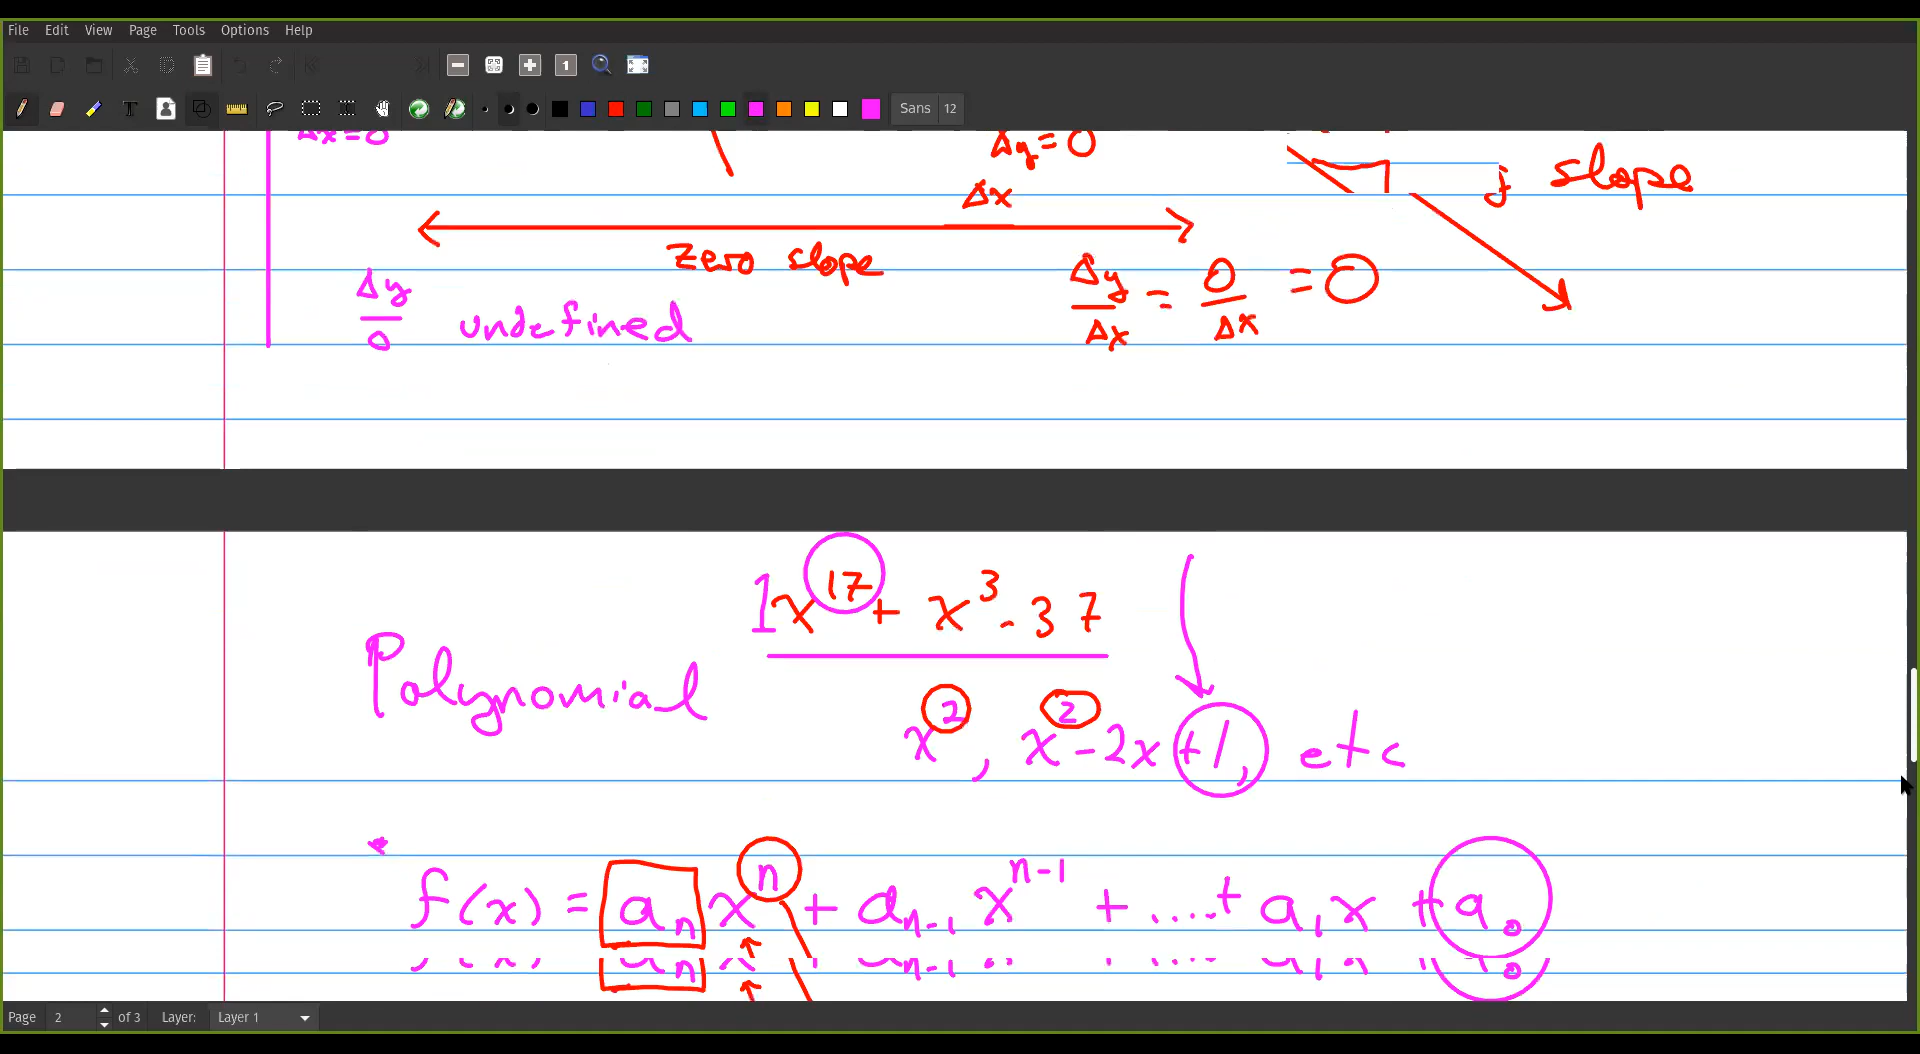 File Edit View Page Tools Options Help
Sans 12
Δx=0
Δy=0
slope
Δx
zero slope
Δy/0 undefined
Δy/Δx = 0/Δx = 0
1x^17 + x^3 - 37
Polynomial
x^2, x^2-2x+1, etc
f(x) = a_n x^n + a_{n-1} x^{n-1} + ....+ a_1 x + a_0
Page 2 of 3 Layer: Layer 1